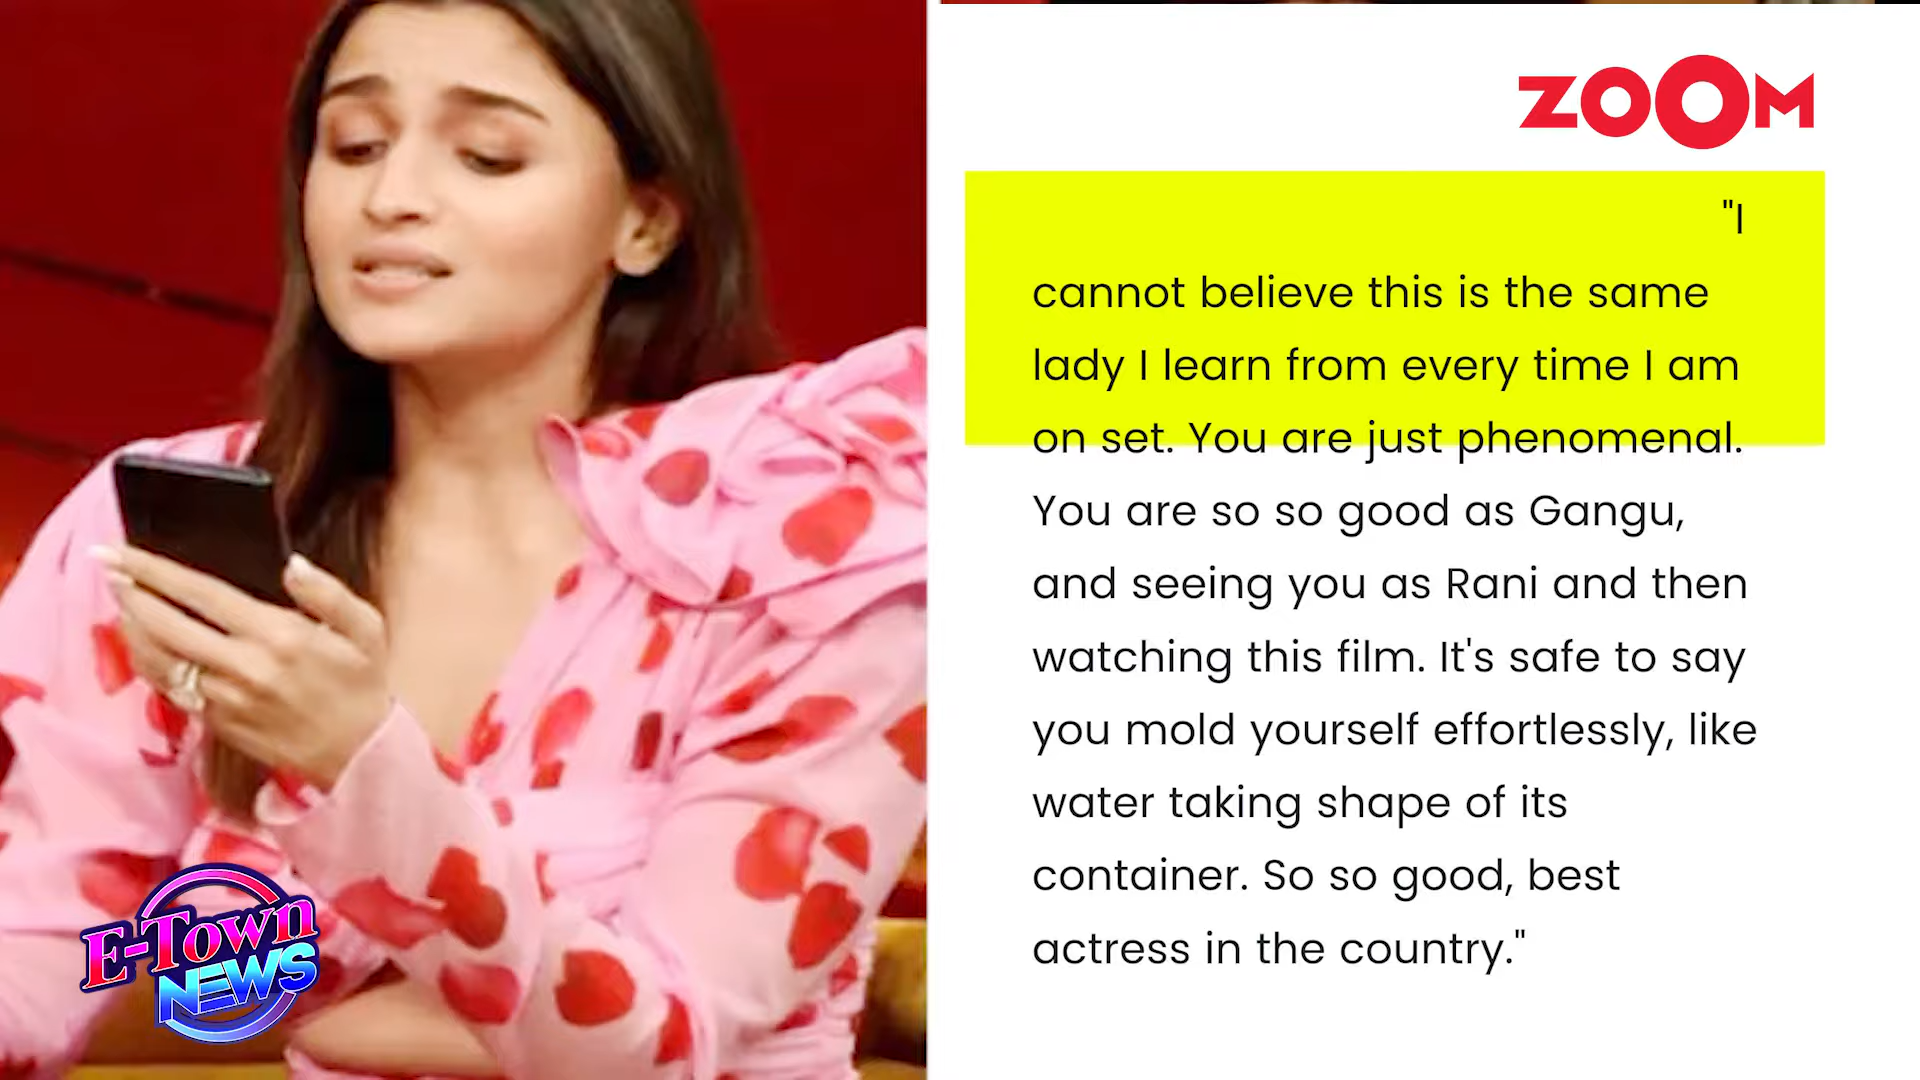 ZOOM
"I
cannot believe this is the same
lady I learn from every time I am
on set. You are just phenomenal.
You are so so good as Gangu,
and seeing you as Rani and then
watching this film. It's safe to say
you mold yourself effortlessly, like
water taking shape of its
container. So so good, best
actress in the country."
E-Town
NEWS